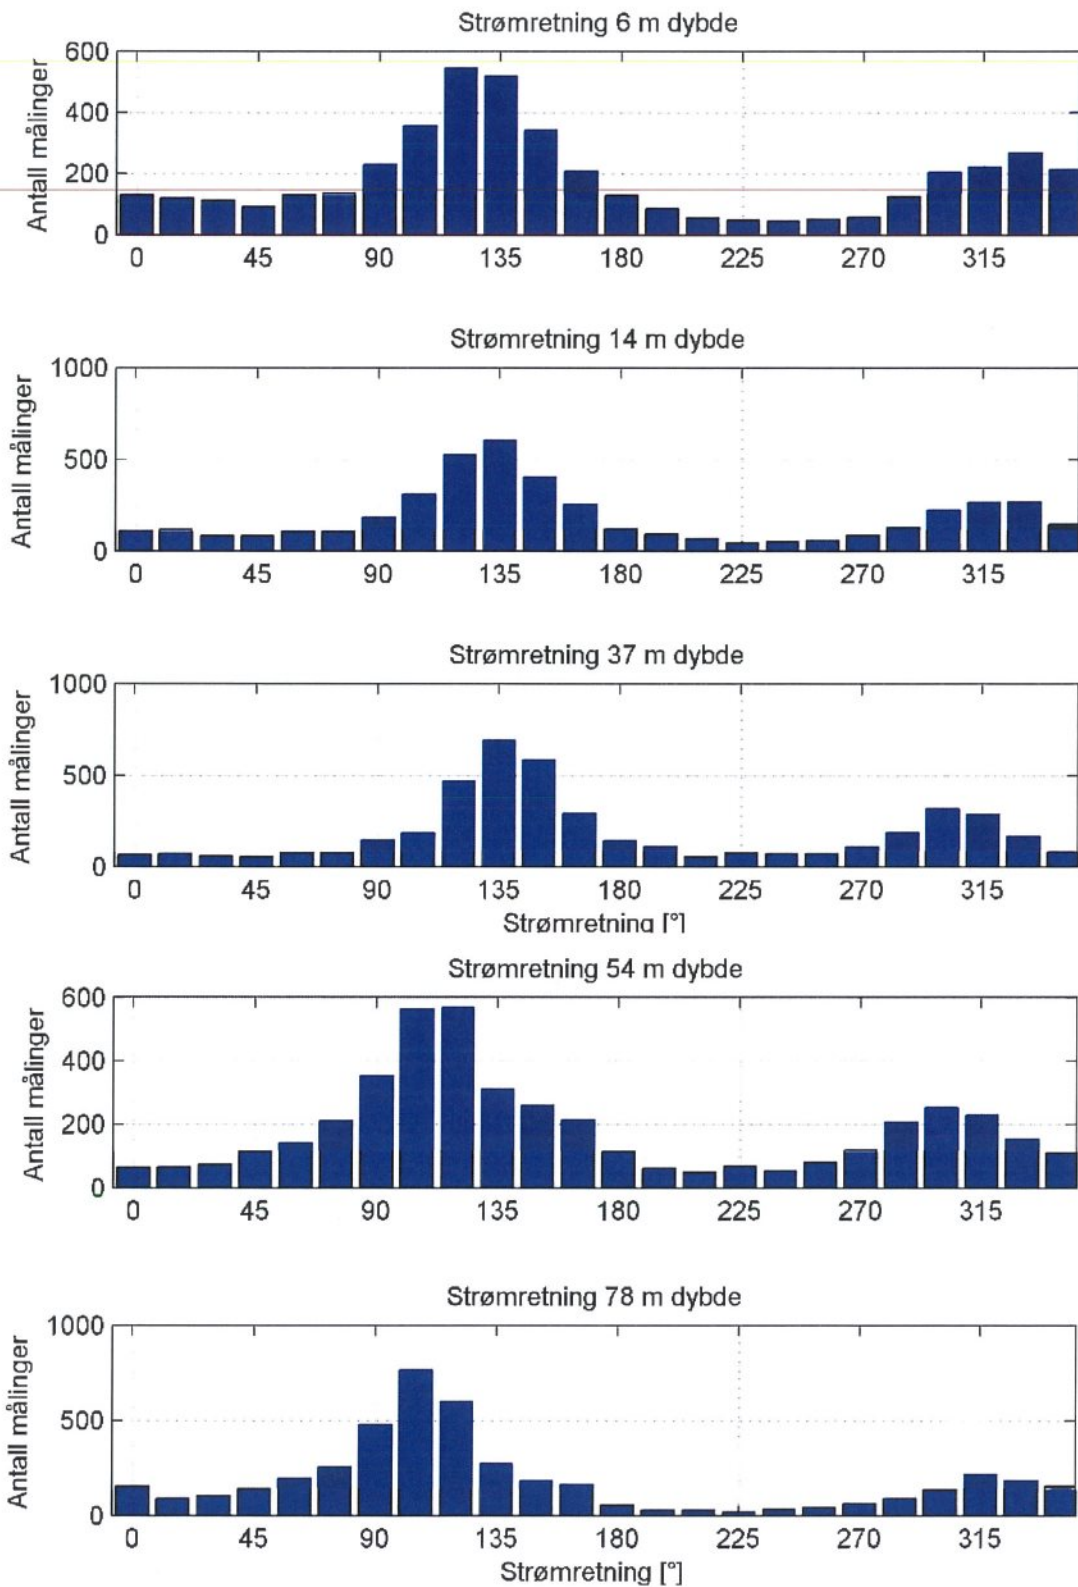 Strømretning 6 m dybde
Antall målinger
600
400
200
0
0 45 90 135 180 225 270 315
Strømretning 14 m dybde
Antall målinger
1000
500
0
0 45 90 135 180 225 270 315
Strømretning 37 m dybde
Antall målinger
1000
500
0
0 45 90 135 180 225 270 315
Strømretning [°]
Strømretning 54 m dybde
Antall målinger
600
400
200
0
0 45 90 135 180 225 270 315
Strømretning 78 m dybde
Antall målinger
1000
500
0
0 45 90 135 180 225 270 315
Strømretning [°]